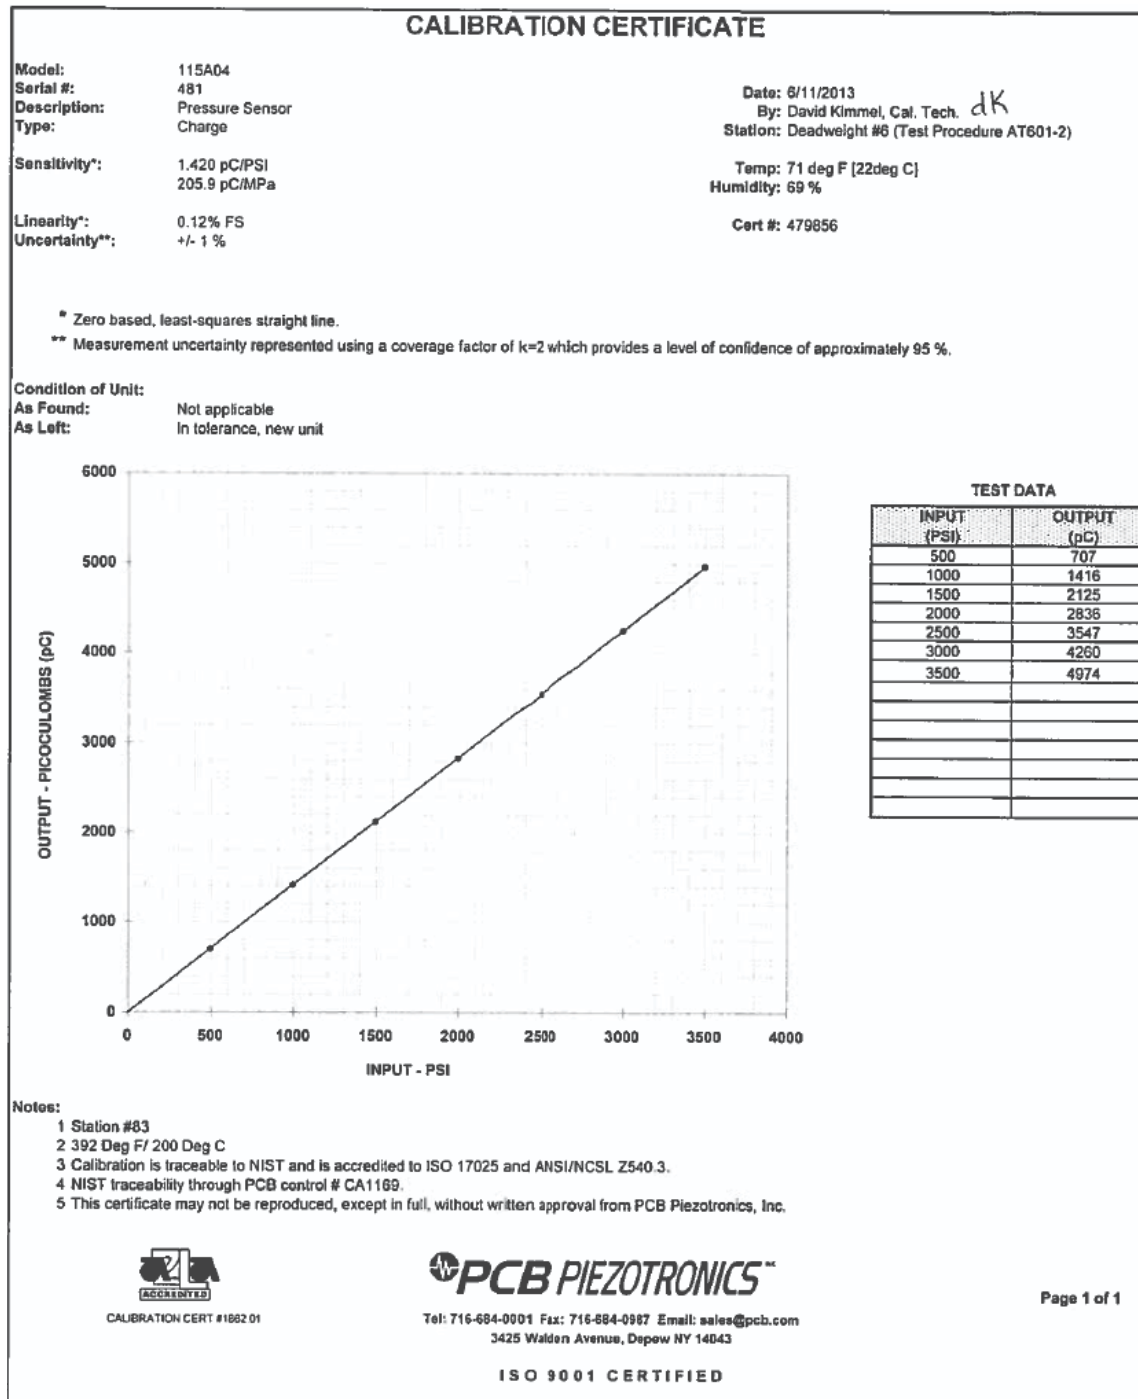 CALIBRATION CERTIFICATE
Model: 115A04
Serial #: 481
Description: Pressure Sensor
Type: Charge
Sensitivity*: 1.420 pC/PSI
205.9 pC/MPa
Linearity*: 0.12% FS
Uncertainty**: +/- 1 %
Date: 6/11/2013
By: David Kimmel, Cal. Tech. dK
Station: Deadweight #6 (Test Procedure AT601-2)
Temp: 71 deg F [22deg C]
Humidity: 69 %
Cert #: 479856
* Zero based, least-squares straight line.
** Measurement uncertainty represented using a coverage factor of k=2 which provides a level of confidence of approximately 95 %.
Condition of Unit:
As Found: Not applicable
As Left: In tolerance, new unit
OUTPUT - PICOCULOMBS (pC)
6000
5000
4000
3000
2000
1000
0
0 500 1000 1500 2000 2500 3000 3500 4000
INPUT - PSI
TEST DATA
INPUT (PSI) OUTPUT (pC)
500 707
1000 1416
1500 2125
2000 2836
2500 3547
3000 4260
3500 4974
Notes:
1 Station #83
2 392 Deg F/ 200 Deg C
3 Calibration is traceable to NIST and is accredited to ISO 17025 and ANSI/NCSL Z540.3.
4 NIST traceability through PCB control # CA1169.
5 This certificate may not be reproduced, except in full, without written approval from PCB Piezotronics, Inc.
ACCREDITED
CALIBRATION CERT #1862.01
PCB PIEZOTRONICS
Tel: 716-684-0001 Fax: 716-684-0987 Email: sales@pcb.com
3425 Walden Avenue, Depew NY 14043
ISO 9001 CERTIFIED
Page 1 of 1